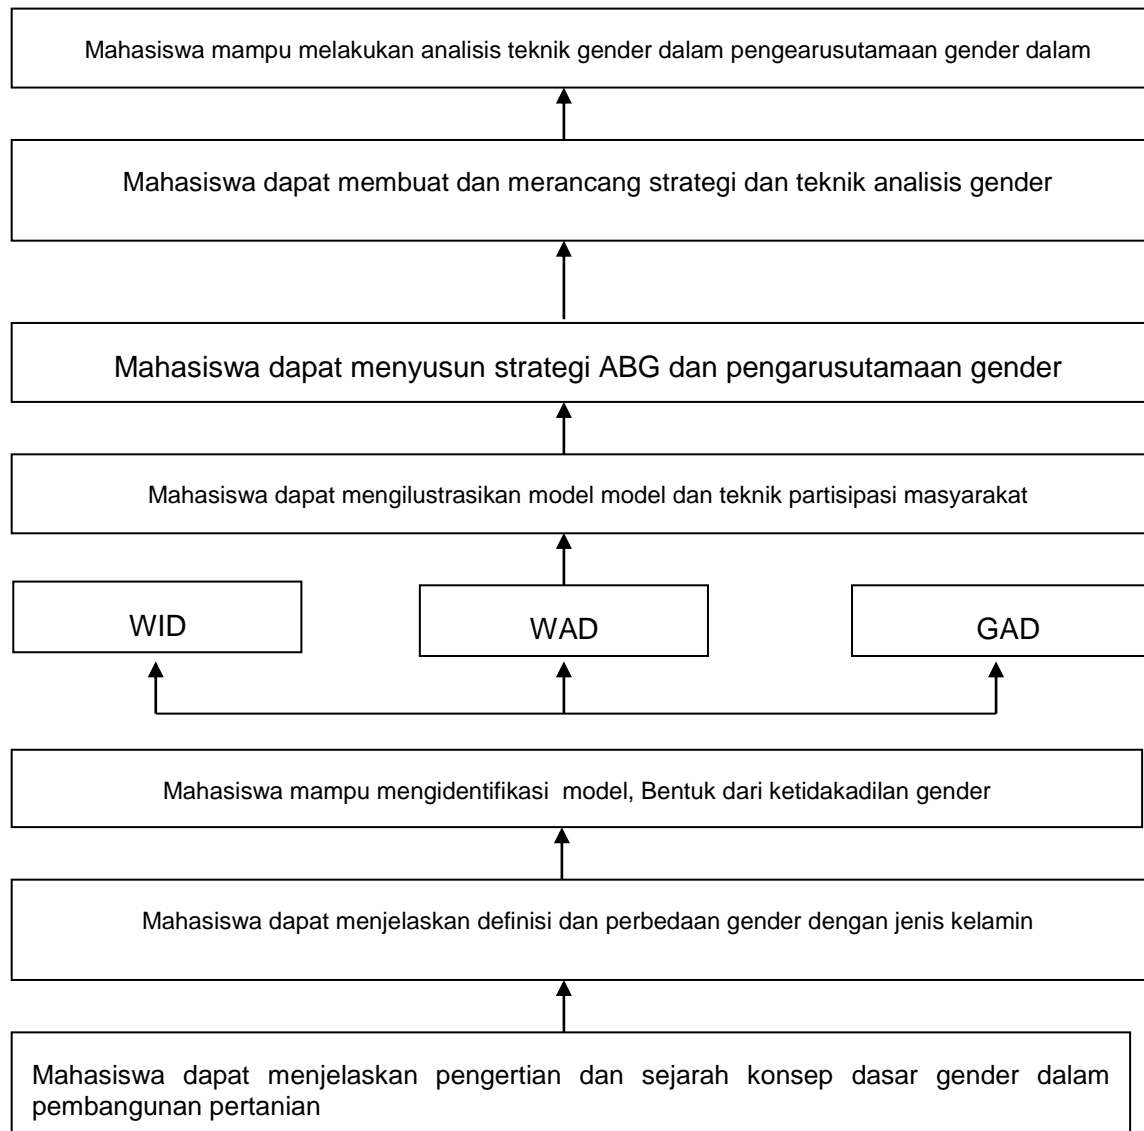 Mahasiswa mampu melakukan analisis teknik gender dalam pengearusutamaan gender dalam
Mahasiswa dapat membuat dan merancang strategi dan teknik analisis gender
Mahasiswa dapat menyusun strategi ABG dan pengarusutamaan gender
Mahasiswa dapat mengilustrasikan model model dan teknik partisipasi masyarakat
WID
WAD
GAD
Mahasiswa mampu mengidentifikasi model, Bentuk dari ketidakadilan gender
Mahasiswa dapat menjelaskan definisi dan perbedaan gender dengan jenis kelamin
Mahasiswa dapat menjelaskan pengertian dan sejarah konsep dasar gender dalam
pembangunan pertanian